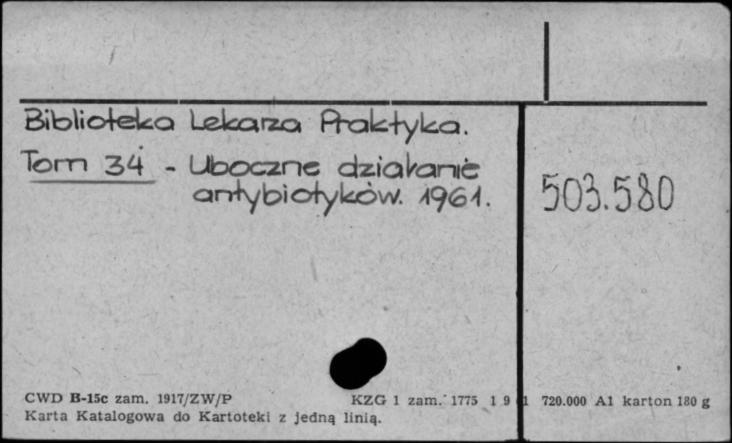 Biblioteka Lekarza Praktyka.
Tom 34 - Uboczne działanie
antybiotyków. 1961.
503.580
CWD B-15c zam. 1917/ZW/P KZG 1 zam. 1775 1 9 1 720.000 A1 karton 180 g
Karta Katalogowa do Kartoteki z jedną linią.